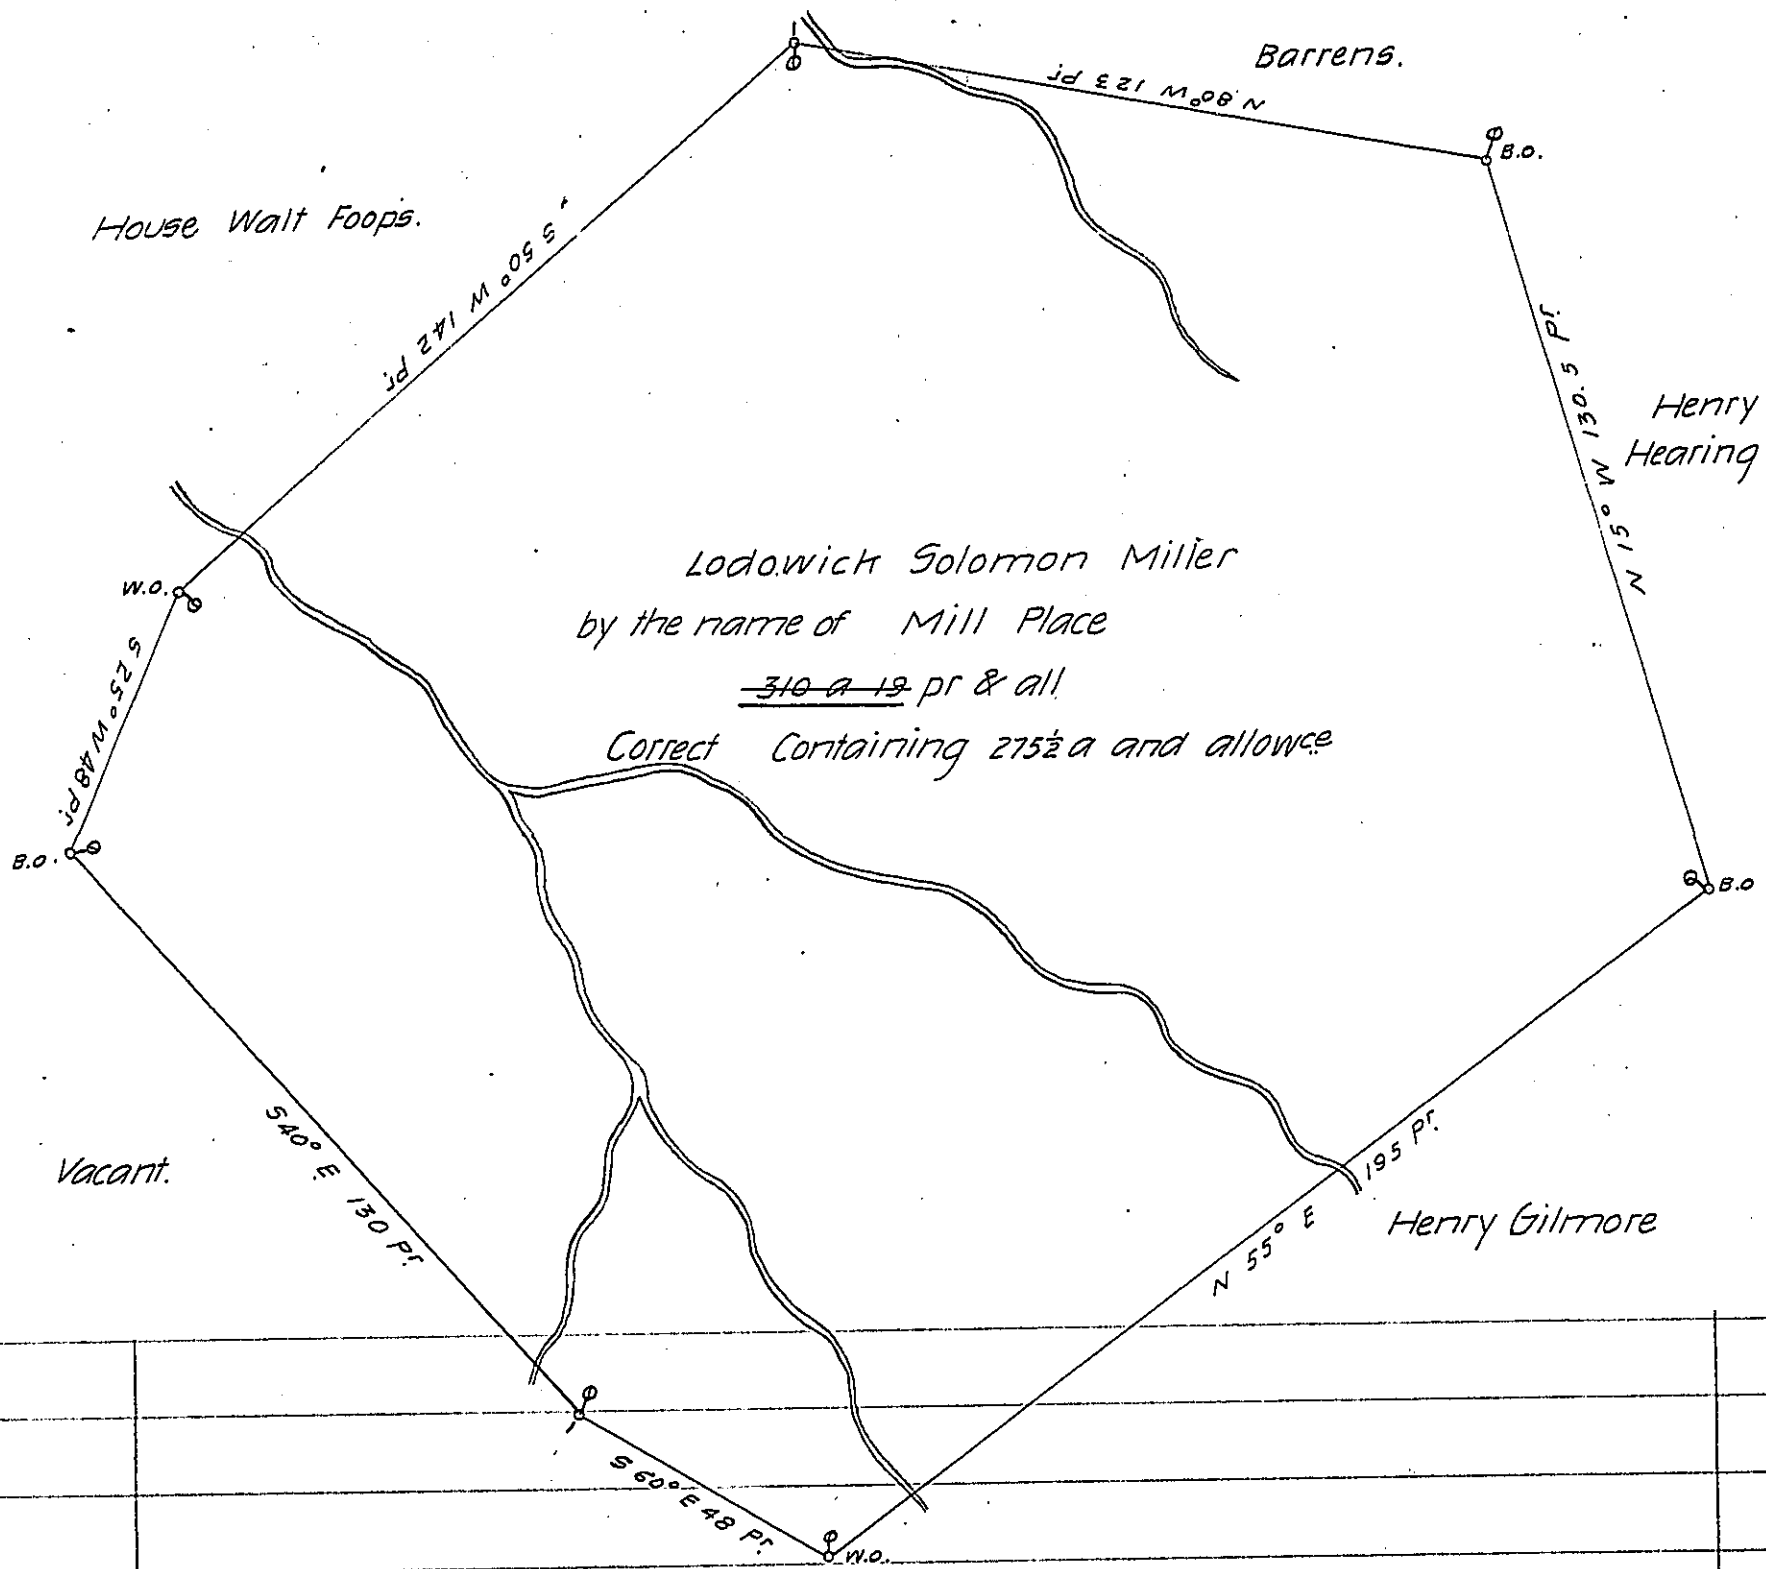 Barrens.
N 80° W 123 pr
B.O.
House Walt Foop's.
S 50° W 142 pr.
N 15° W 130.5 pr.
Henry
Hearing
Lodowick Solomon Miller
by the name of Mill Place
310 a 19 pr & all
Correct Containing 275½ a and allowce
W.O.
S 25° W 48 pr.
B.O.
B.O
S 40° E 130 Pr.
Vacant.
N 55° E 195 Pr.
Henry Gilmore
S 60° E 48 Pr.
W.O.